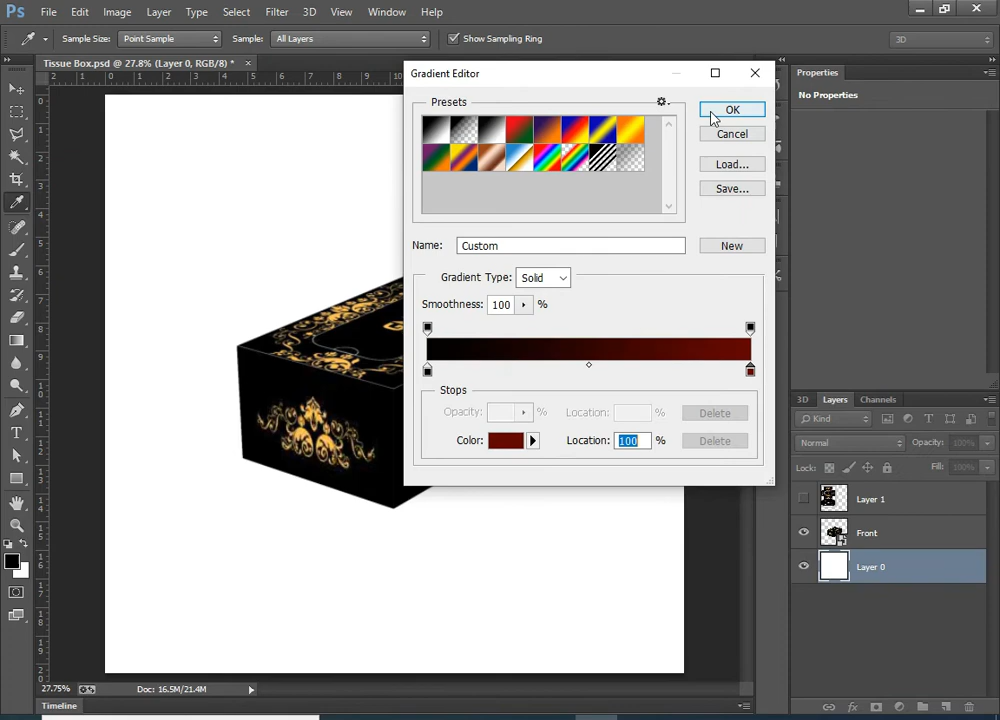 Ps File Edit Image Layer Type Select Filter 3D View Window Help
Sample Size: Point Sample Sample: All Layers Show Sampling Ring 3D
Tissue Box.psd @ 27.8% (Layer 0, RGB/8) *
Gradient Editor
Properties
No Properties
Presets
OK
Cancel
Load...
Save...
Name: Custom New
Gradient Type: Solid
Smoothness: 100 %
Stops
Opacity: % Location: % Delete
Color: Location: 100 % Delete
3D Layers Channels
Kind
Normal Opacity: 100%
Lock: Fill: 100%
Layer 1
Front
Layer 0
27.75% Doc: 16.5M/21.4M
Timeline